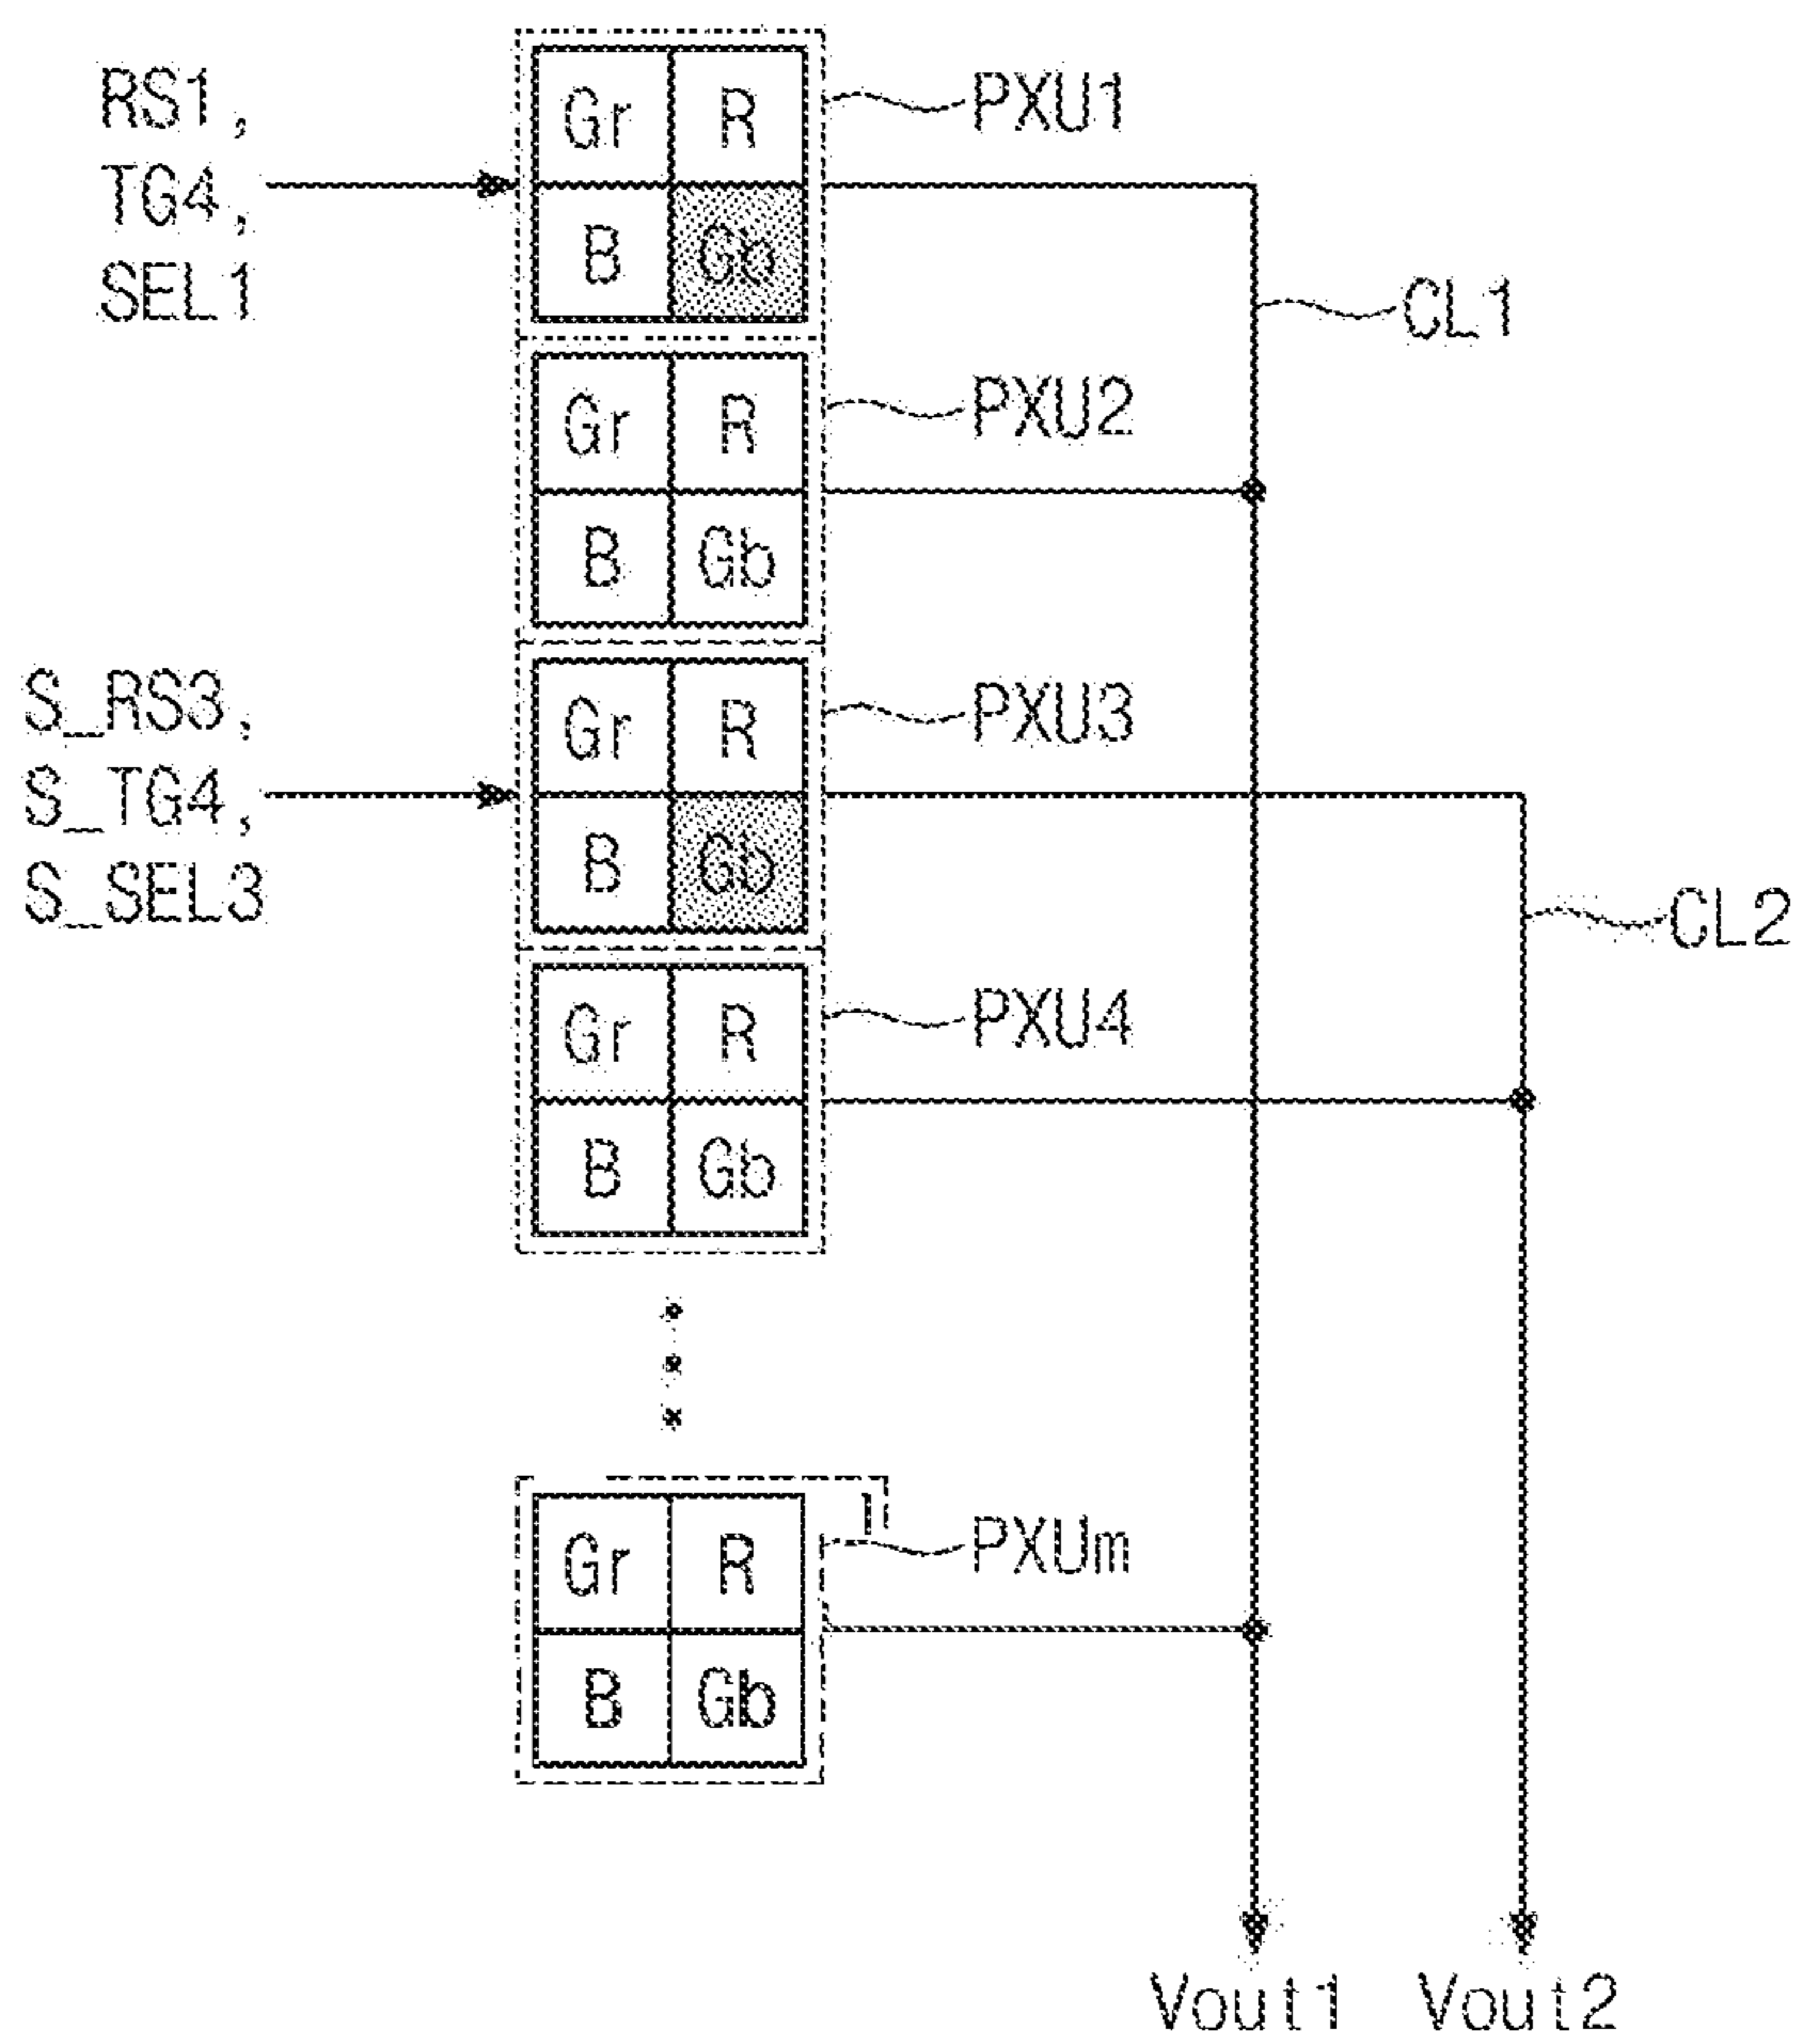 RS1,
TG4,
SEL1
Gr R
B Gb
PXU1
CL1
Gr R
B Gb
PXU2
S_RS3,
S_TG4,
S_SEL3
Gr R
B Gb
PXU3
CL2
Gr R
B Gb
PXU4
Gr R
B Gb
PXUm
Vout1 Vout2